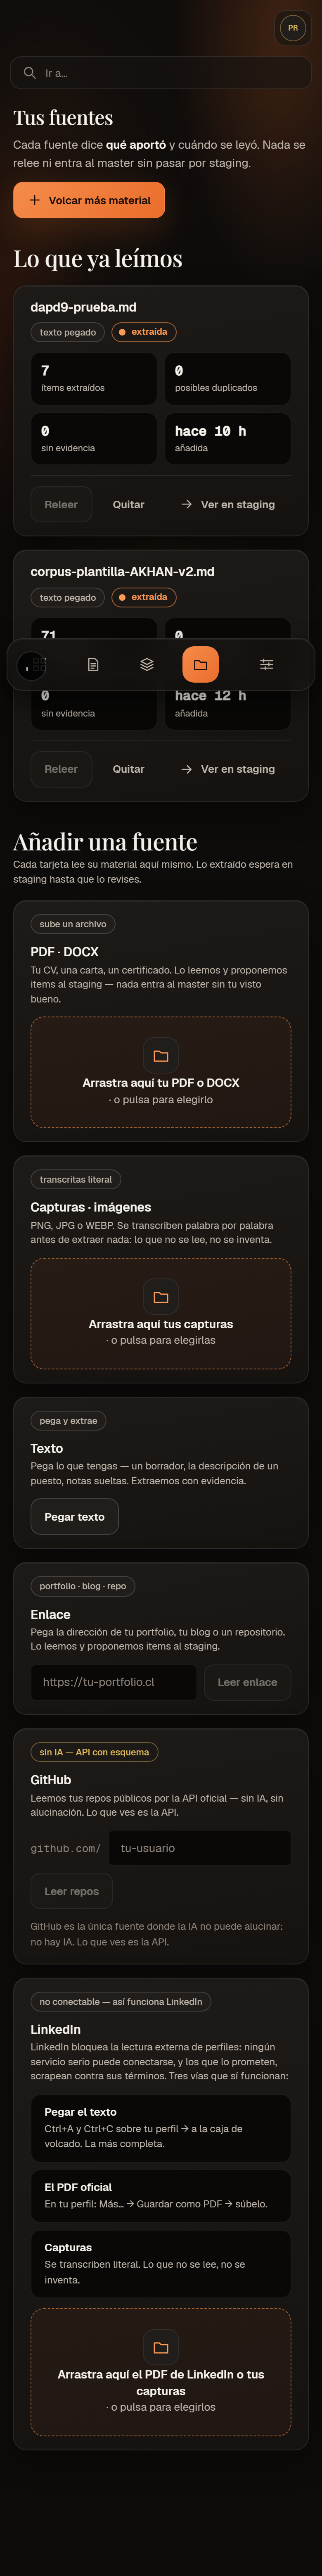 PR
Ir a...
Tus fuentes
Cada fuente dice qué aportó y cuándo se leyó. Nada se
relee ni entra al master sin pasar por staging.
Volcar más material
Lo que ya leímos
dapd9-prueba.md
texto pegado
extraída
7
0
ítems extraídos
posibles duplicados
0
hace 10 h
sin evidencia
añadida
Releer
Quitar
→ Ver en staging
corpus-plantilla-AKHAN-v2.md
texto pegado
extraída
71
0
0
hace 12 h
sin evidencia
añadida
Releer
Quitar
→ Ver en staging
Añadir una fuente
Cada tarjeta lee su material aquí mismo. Lo extraído espera en
staging hasta que lo revises.
sube un archivo
PDF · DOCX
Tu CV, una carta, un certificado. Lo leemos y proponemos
items al staging — nada entra al master sin tu visto
bueno.
Arrastra aquí tu PDF o DOCX
· o pulsa para elegirlo
transcritas literal
Capturas · imágenes
PNG, JPG o WEBP. Se transcriben palabra por palabra
antes de extraer nada: lo que no se lee, no se inventa.
Arrastra aquí tus capturas
· o pulsa para elegirlas
pega y extrae
Texto
Pega lo que tengas — un borrador, la descripción de un
puesto, notas sueltas. Extraemos con evidencia.
Pegar texto
portfolio · blog · repo
Enlace
Pega la dirección de tu portfolio, tu blog o un repositorio.
Lo leemos y proponemos items al staging.
https://tu-portfolio.cl
Leer enlace
sin IA — API con esquema
GitHub
Leemos tus repos públicos por la API oficial — sin IA, sin
alucinación. Lo que ves es la API.
github.com/
tu-usuario
Leer repos
GitHub es la única fuente donde la IA no puede alucinar:
no hay IA. Lo que ves es la API.
no conectable — así funciona LinkedIn
LinkedIn
LinkedIn bloquea la lectura externa de perfiles: ningún
servicio serio puede conectarse, y los que lo prometen,
scrapean contra sus términos. Tres vías que sí funcionan:
Pegar el texto
Ctrl+A y Ctrl+C sobre tu perfil → a la caja de
volcado. La más completa.
El PDF oficial
En tu perfil: Más... → Guardar como PDF → súbelo.
Capturas
Se transcriben literal. Lo que no se lee, no se
inventa.
Arrastra aquí el PDF de LinkedIn o tus
capturas
· o pulsa para elegirlos